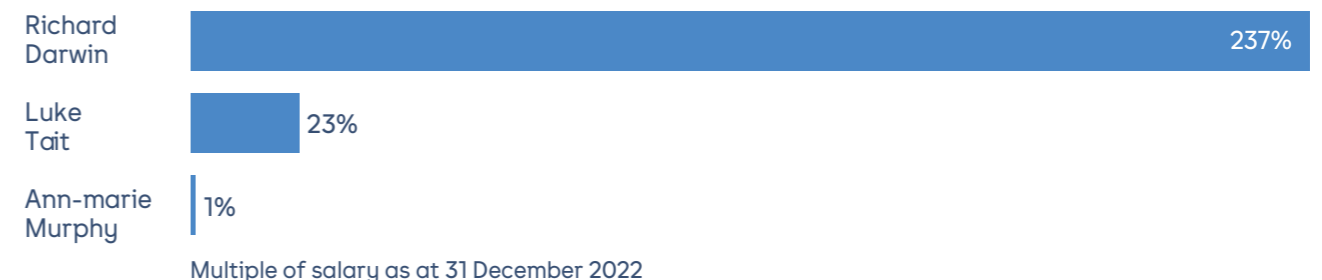 Richard
Darwin
237%
Luke
Tait
23%
Ann-marie
Murphy
1%
Multiple of salary as at 31 December 2022